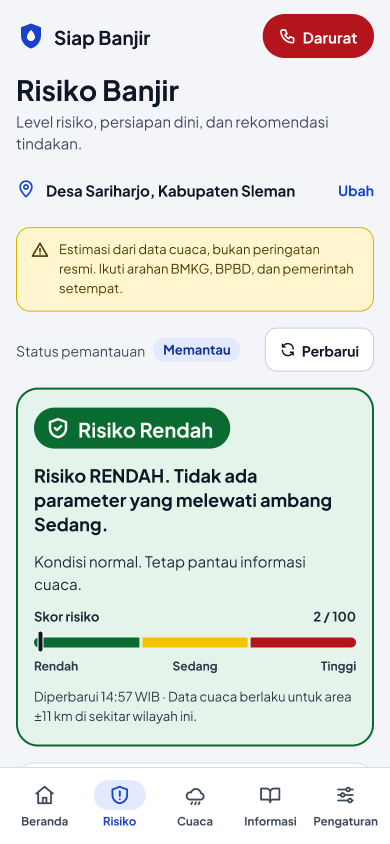 Siap Banjir
Darurat
Risiko Banjir
Level risiko, persiapan dini, dan rekomendasi
tindakan.
Desa Sariharjo, Kabupaten Sleman
Ubah
Estimasi dari data cuaca, bukan peringatan
resmi. Ikuti arahan BMKG, BPBD, dan pemerintah
setempat.
Status pemantauan
Memantau
Perbarui
Risiko Rendah
Risiko RENDAH. Tidak ada
parameter yang melewati ambang
Sedang.
Kondisi normal. Tetap pantau informasi
cuaca.
Skor risiko
2 / 100
Rendah
Sedang
Tinggi
Diperbarui 14:57 WIB · Data cuaca berlaku untuk area
±11 km di sekitar wilayah ini.
Beranda
Risiko
Cuaca
Informasi
Pengaturan